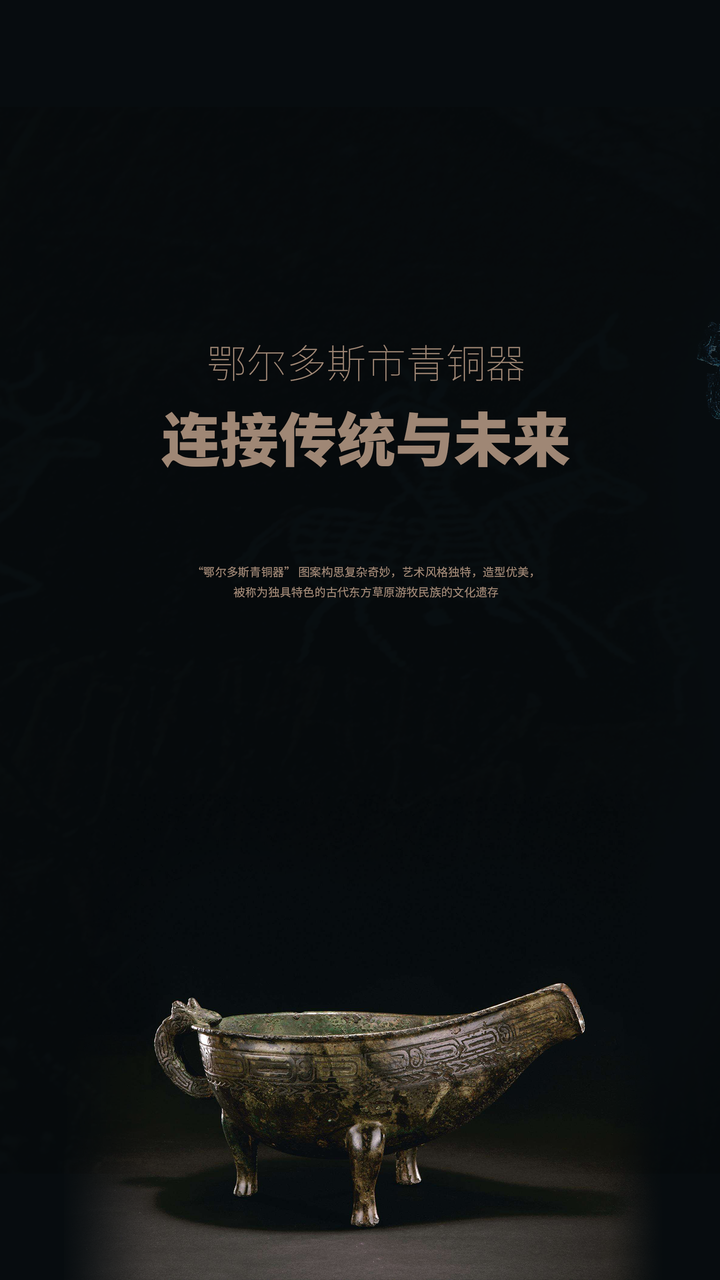 鄂尔多斯市青铜器
连接传统与未来
“鄂尔多斯青铜器” 图案构思复杂奇妙，艺术风格独特，造型优美，
被称为独具特色的古代东方草原游牧民族的文化遗存